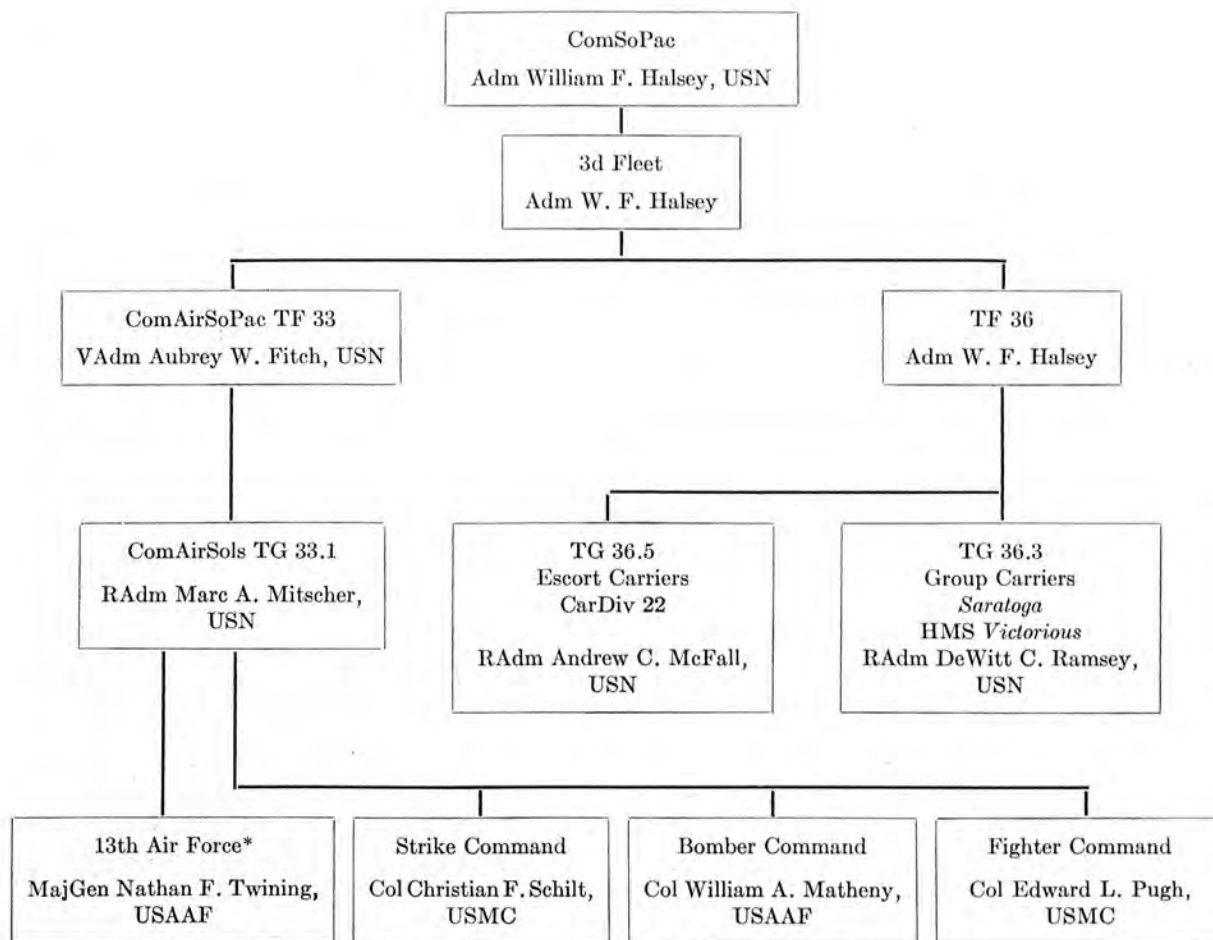 ComSoPac
Adm William F. Halsey, USN
3d Fleet
Adm W. F. Halsey
ComAirSoPac TF 33
VAdm Aubrey W. Fitch, USN
TF 36
Adm W. F. Halsey
ComAirSols TG 33.1
RAdm Marc A. Mitscher,
USN
TG 36.5
Escort Carriers
CarDiv 22
RAdm Andrew C. McFall,
USN
TG 36.3
Group Carriers
Saratoga
HMS Victorious
RAdm DeWitt C. Ramsey,
USN
13th Air Force*
MajGen Nathan F. Twining,
USAAF
Strike Command
Col Christian F. Schilt,
USMC
Bomber Command
Col William A. Matheny,
USAAF
Fighter Command
Col Edward L. Pugh,
USMC